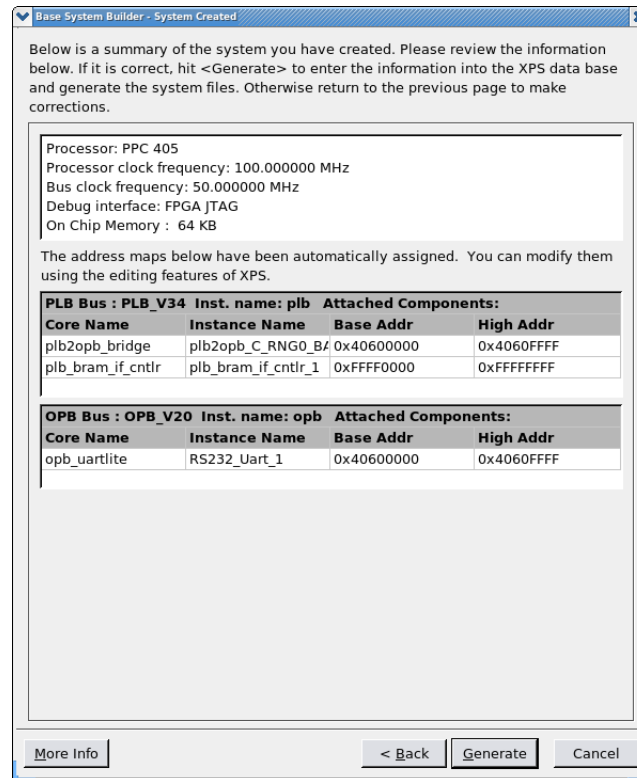 Base System Builder - System Created
Below is a summary of the system you have created. Please review the information
below. If it is correct, hit <Generate> to enter the information into the XPS data base
and generate the system files. Otherwise return to the previous page to make
corrections.
Processor: PPC 405
Processor clock frequency: 100.000000 MHz
Bus clock frequency: 50.000000 MHz
Debug interface: FPGA JTAG
On Chip Memory : 64 KB
The address maps below have been automatically assigned. You can modify them
using the editing features of XPS.
PLB Bus : PLB_V34 Inst. name: plb Attached Components:
Core Name Instance Name Base Addr High Addr
plb2opb_bridge plb2opb_C_RNG0_BA 0x40600000 0x4060FFFF
plb_bram_if_cntlr plb_bram_if_cntlr_1 0xFFFF0000 0xFFFFFFFF
OPB Bus : OPB_V20 Inst. name: opb Attached Components:
Core Name Instance Name Base Addr High Addr
opb_uartlite RS232_Uart_1 0x40600000 0x4060FFFF
More Info < Back Generate Cancel